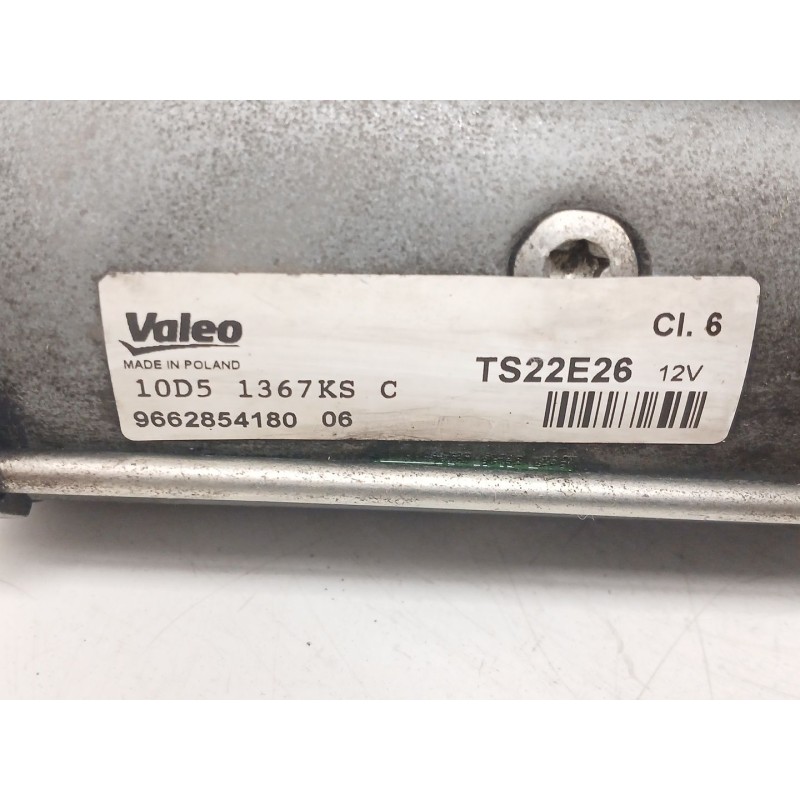 Valeo
Cl. 6
MADE IN POLAND
TS22E26 12V
10D5 1367KS C
9662854180 06